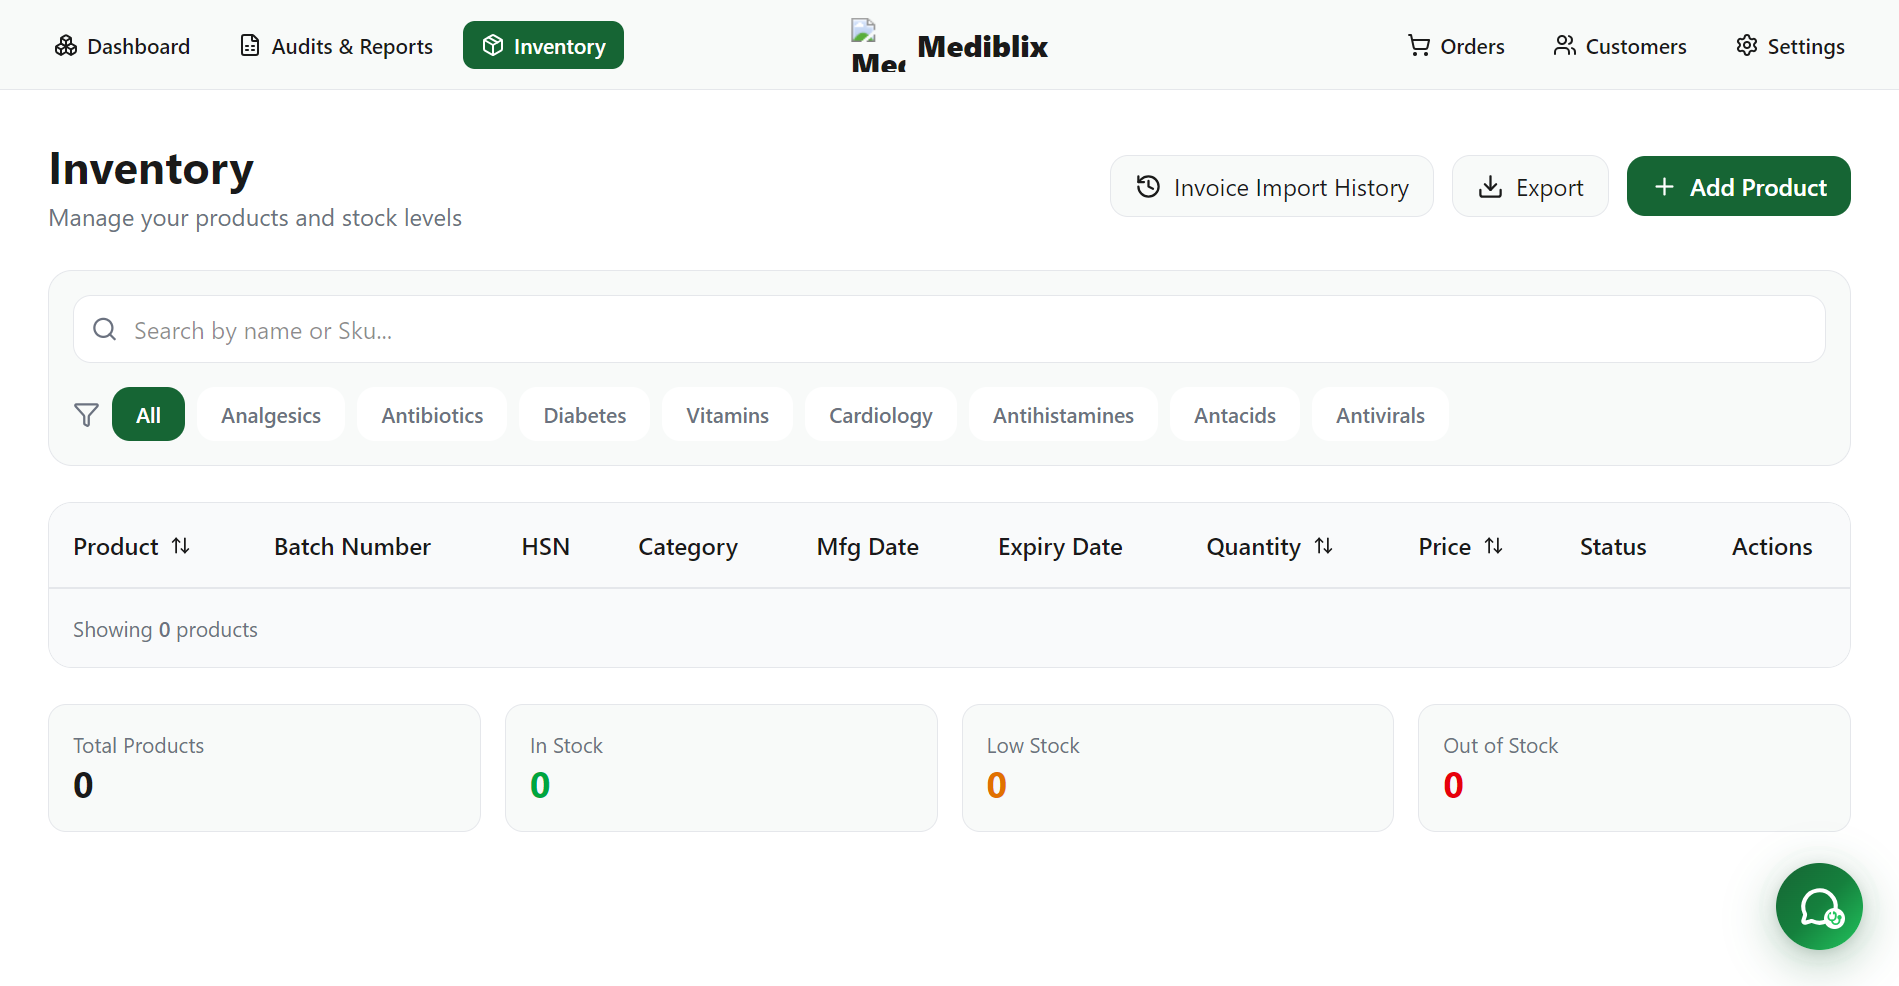 Dashboard
Audits & Reports
Inventory
Med
Mediblix
Orders
Customers
Settings
Inventory
Manage your products and stock levels
Invoice Import History
Export
Add Product
Search by name or Sku...
All
Analgesics
Antibiotics
Diabetes
Vitamins
Cardiology
Antihistamines
Antacids
Antivirals
Product
Batch Number
HSN
Category
Mfg Date
Expiry Date
Quantity
Price
Status
Actions
Showing 0 products
Total Products
0
In Stock
0
Low Stock
0
Out of Stock
0